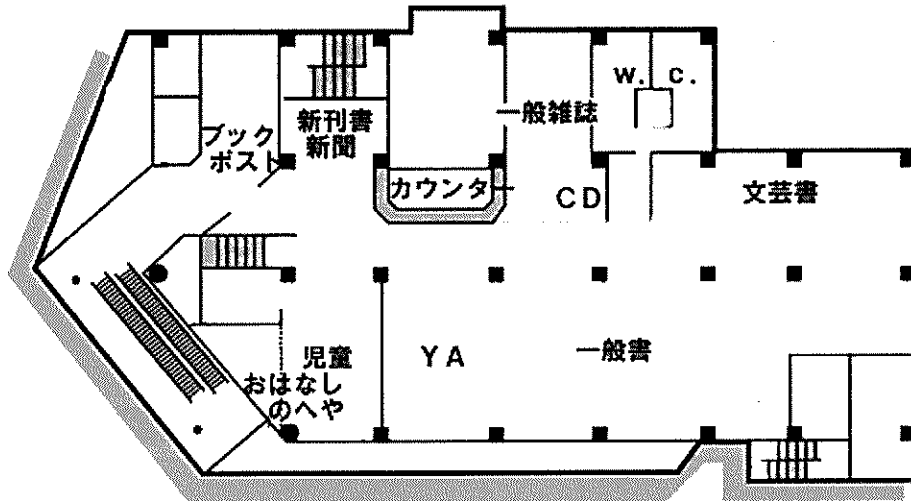 W. C.
一般雑誌
新刊書
新聞
ブック
ポスト
カウンタ
CD
文芸書
児童
おはなし
のへや
YA
一般書